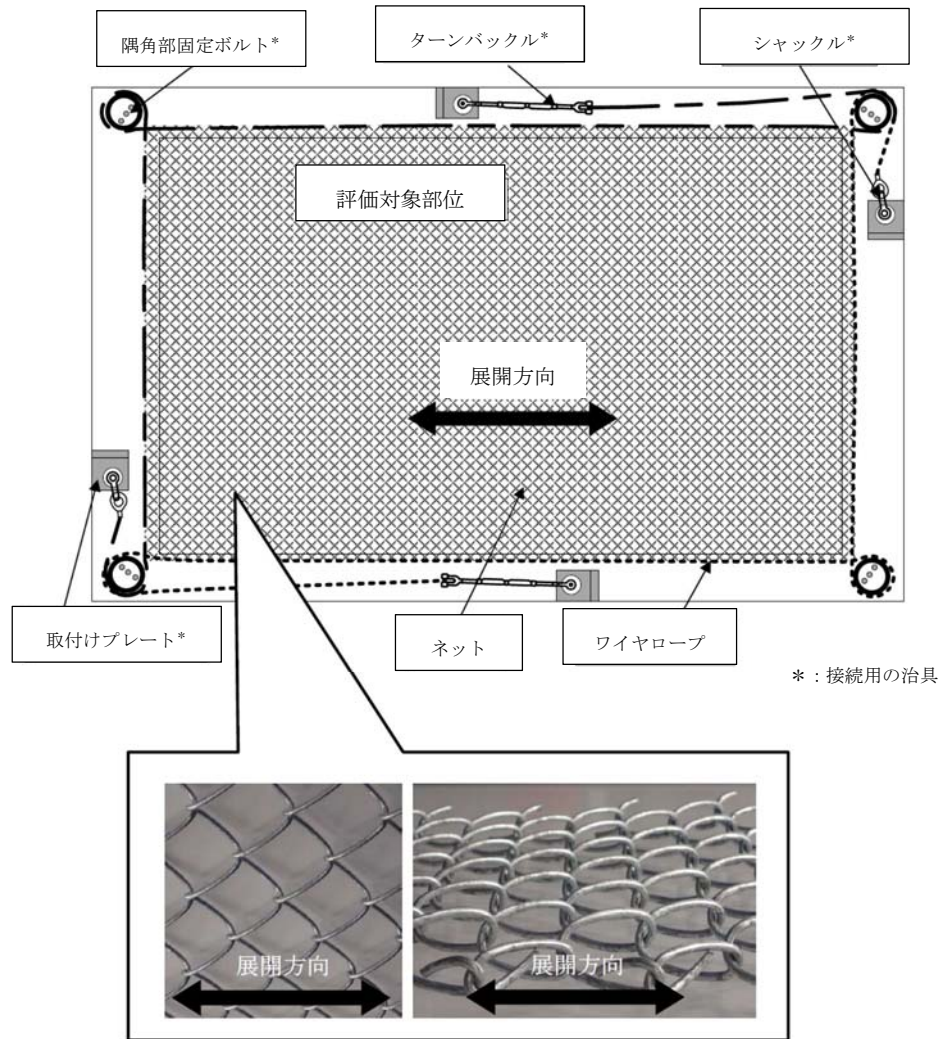 隅角部固定ボルト*
ターンバックル*
シャックル*
評価対象部位
展開方向
取付けプレート*
ネット
ワイヤロープ
*：接続用の治具
展開方向
展開方向